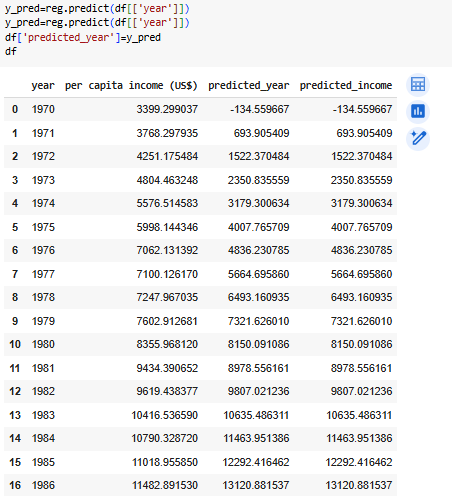 y_pred=reg.predict(df[['year']])
y_pred=reg.predict(df[['year']])
df['predicted_year']=y_pred
df
year per capita income (US$) predicted_year predicted_income
0 1970 3399.299037 -134.559667 -134.559667
1 1971 3768.297935 693.905409 693.905409
2 1972 4251.175484 1522.370484 1522.370484
3 1973 4804.463248 2350.835559 2350.835559
4 1974 5576.514583 3179.300634 3179.300634
5 1975 5998.144346 4007.765709 4007.765709
6 1976 7062.131392 4836.230785 4836.230785
7 1977 7100.126170 5664.695860 5664.695860
8 1978 7247.967035 6493.160935 6493.160935
9 1979 7602.912681 7321.626010 7321.626010
10 1980 8355.968120 8150.091086 8150.091086
11 1981 9434.390652 8978.556161 8978.556161
12 1982 9619.438377 9807.021236 9807.021236
13 1983 10416.536590 10635.486311 10635.486311
14 1984 10790.328720 11463.951386 11463.951386
15 1985 11018.955850 12292.416462 12292.416462
16 1986 11482.891530 13120.881537 13120.881537